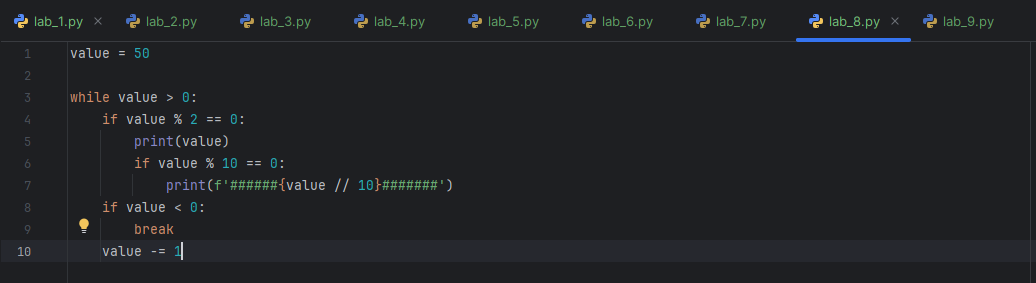 lab_1.py lab_2.py lab_3.py lab_4.py lab_5.py lab_6.py lab_7.py lab_8.py lab_9.py
1 value = 50
2
3 while value > 0:
4     if value % 2 == 0:
5         print(value)
6         if value % 10 == 0:
7             print(f'######{value // 10}#######')
8     if value < 0:
9         break
10     value -= 1